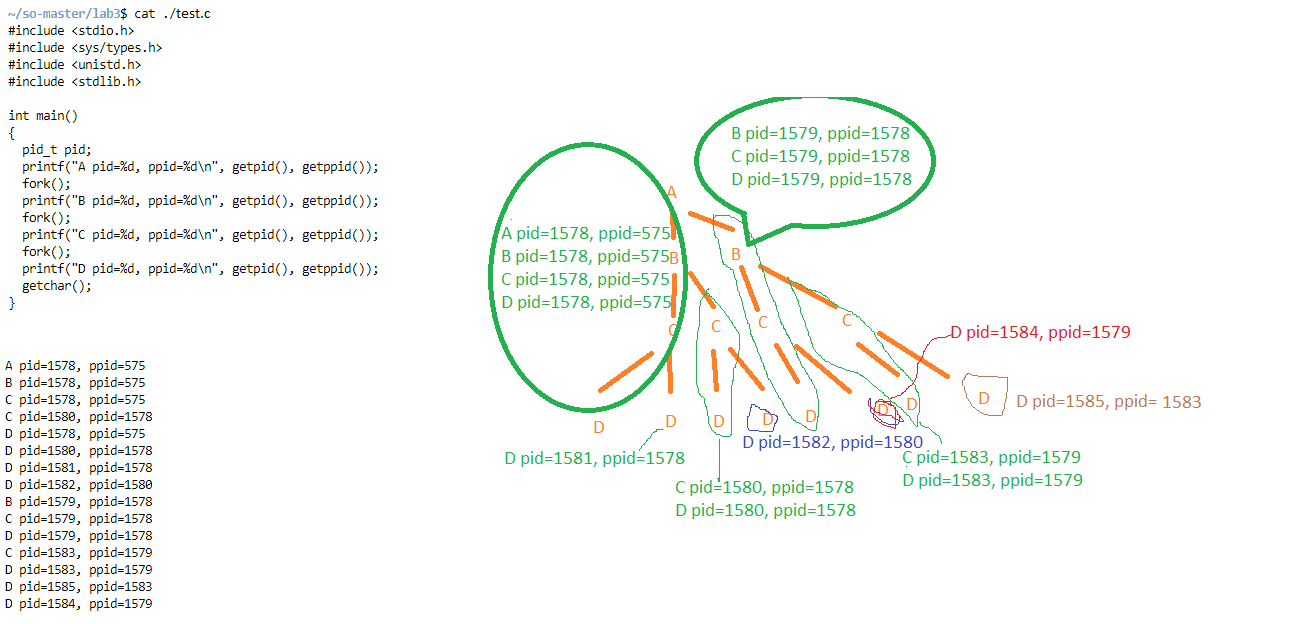 ~/so-master/lab3$ cat ./test.c
#include <stdio.h>
#include <sys/types.h>
#include <unistd.h>
#include <stdlib.h>
int main()
{
pid_t pid;
printf("A pid=%d, ppid=%d\n", getpid(), getppid());
fork();
printf("B pid=%d, ppid=%d\n", getpid(), getppid());
fork();
printf("C pid=%d, ppid=%d\n", getpid(), getppid());
fork();
printf("D pid=%d, ppid=%d\n", getpid(), getppid());
getchar();
}
A pid=1578, ppid=575
B pid=1578, ppid=575
C pid=1578, ppid=575
C pid=1580, ppid=1578
D pid=1578, ppid=575
D pid=1580, ppid=1578
D pid=1581, ppid=1578
D pid=1582, ppid=1580
B pid=1579, ppid=1578
C pid=1579, ppid=1578
D pid=1579, ppid=1578
C pid=1583, ppid=1579
D pid=1583, ppid=1579
D pid=1585, ppid=1583
D pid=1584, ppid=1579
B pid=1579, ppid=1578
C pid=1579, ppid=1578
D pid=1579, ppid=1578
A
A pid=1578, ppid=575
B pid=1578, ppid=575
C pid=1578, ppid=575
D pid=1578, ppid=575
B
B
C
C
C
C
D pid=1584, ppid=1579
D
D
D
D
D
D
D
D
D pid=1585, ppid= 1583
D pid=1581, ppid=1578
D pid=1582, ppid=1580
C pid=1583, ppid=1579
D pid=1583, ppid=1579
C pid=1580, ppid=1578
D pid=1580, ppid=1578